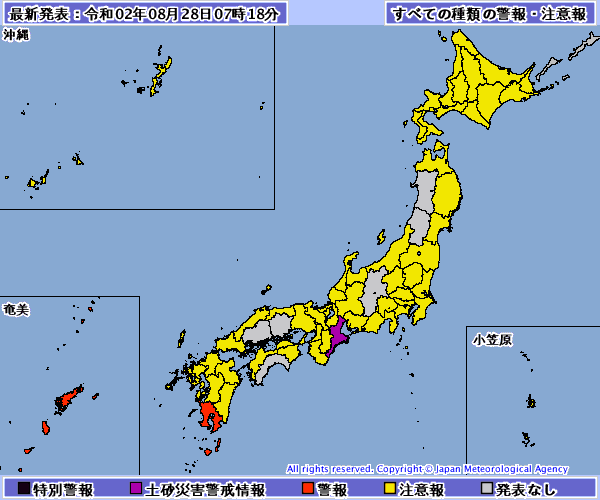 最新発表：令和02年08月28日07時18分
すべての種類の警報・注意報
沖縄
奄美
小笠原
All rights reserved. Copyright © Japan Meteorological Agency
特別警報 土砂災害警戒情報 警報 注意報 発表なし